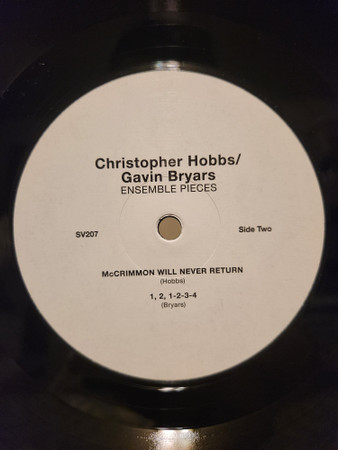 Christopher Hobbs/
Gavin Bryars
ENSEMBLE PIECES
SV207
Side Two
McCRIMMON WILL NEVER RETURN
(Hobbs)
1, 2, 1-2-3-4
(Bryars)